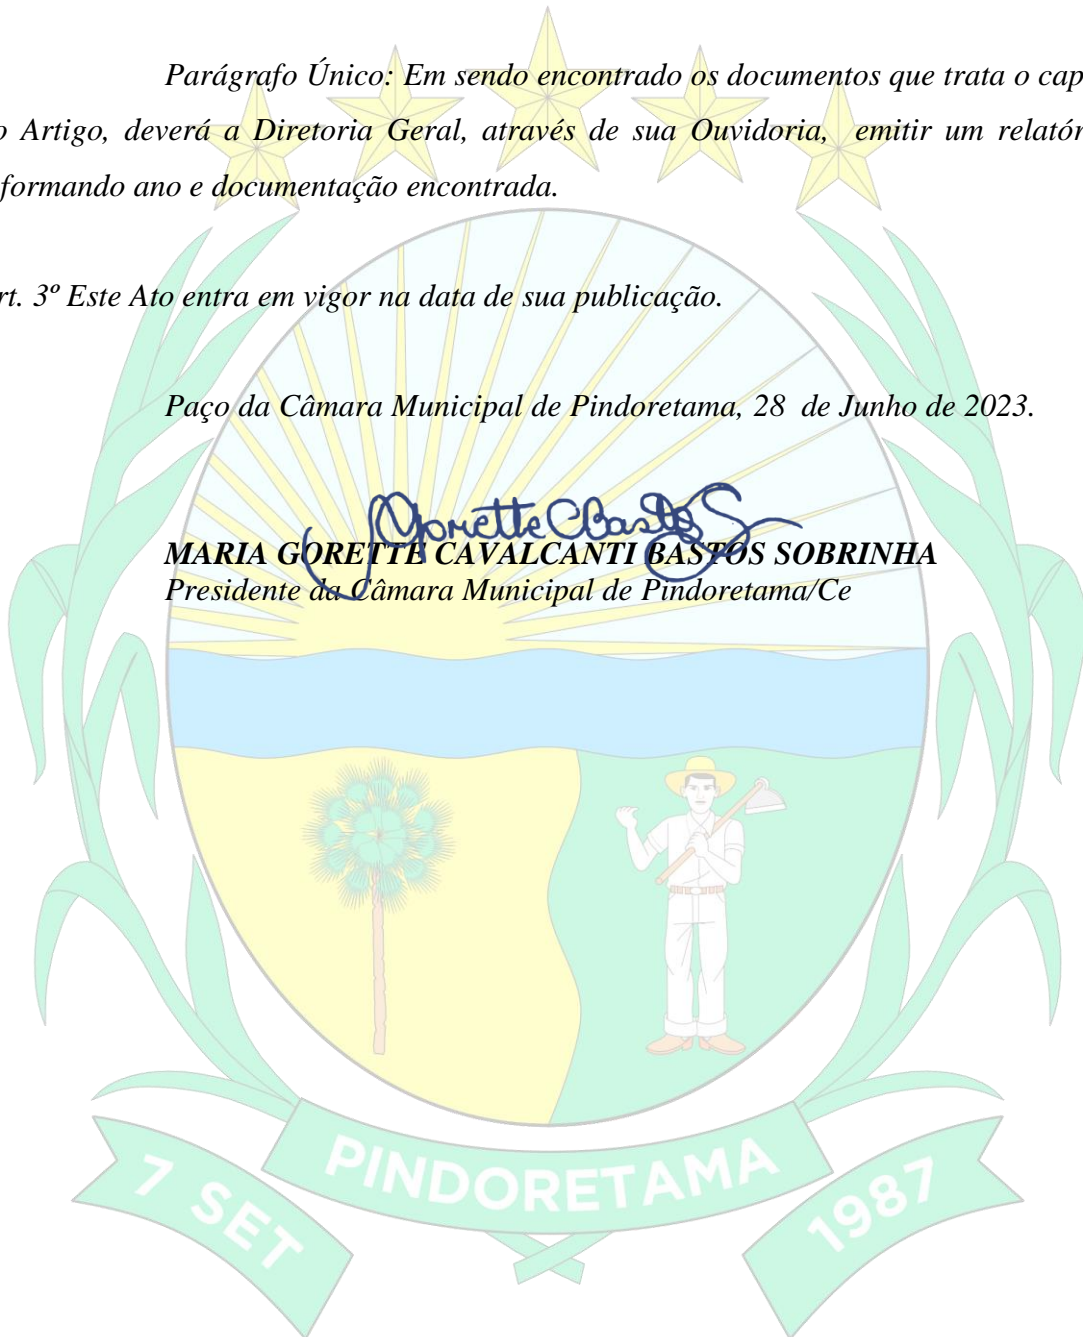 Parágrafo Único: Em sendo encontrado os documentos que trata o cap
o Artigo, deverá a Diretoria Geral, através de sua Ouvidoria, emitir um relatór
formando ano e documentação encontrada.
rt. 3º Este Ato entra em vigor na data de sua publicação.
Paço da Câmara Municipal de Pindoretama, 28 de Junho de 2023.
Gorette CBastos S
MARIA GORETTE CAVALCANTI BASTOS SOBRINHA
Presidente da Câmara Municipal de Pindoretama/Ce
7 SET
PINDORETAMA
1987